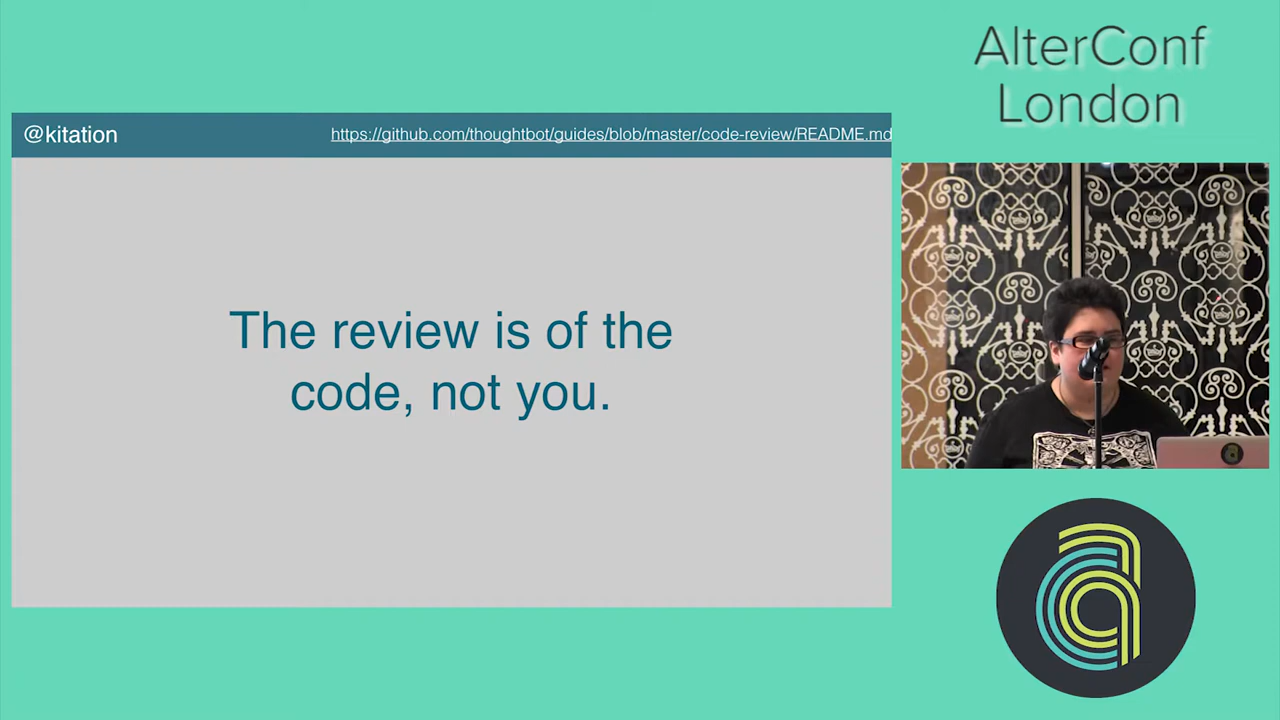 AlterConf
London
@kitation
https://github.com/thoughtbot/guides/blob/master/code-review/README.md
The review is of the
code, not you.